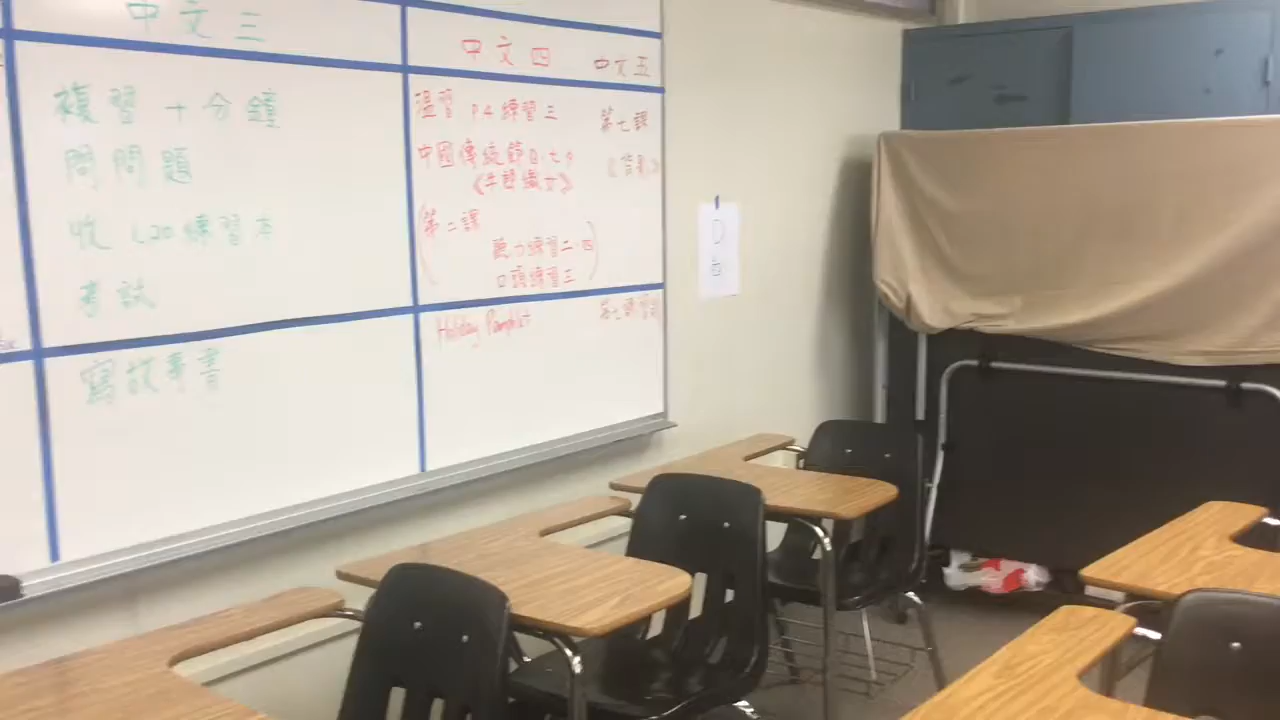 中文三
複習十分鐘
問問題
收 L20 練習本
考試
寫故事書
中文四
溫習 P4 練習三
中國傳統節日:七夕
《牛郎織女》
(第二課
聽力練習二、四
口頭練習三)
Holiday Pamphlet
中文五
第七課
D